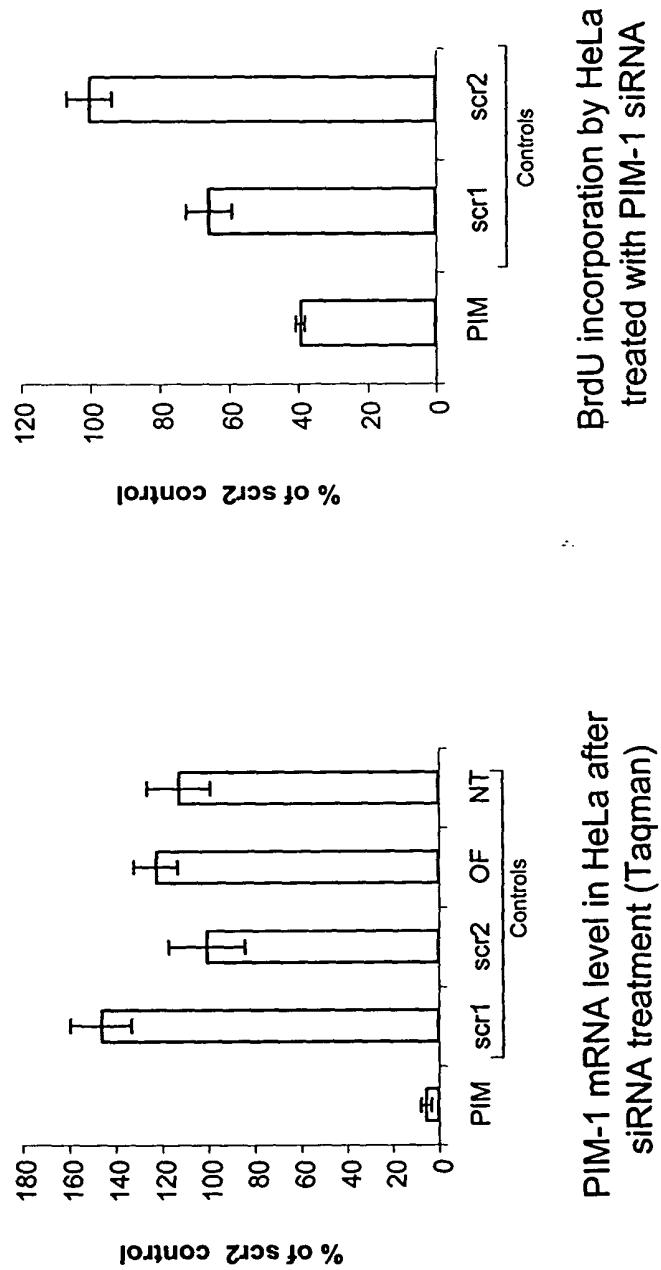 % of scr2 control
180
160
140
120
100
80
60
40
20
0
PIM
scr1
scr2
OF
NT
Controls
PIM-1 mRNA level in HeLa after
siRNA treatment (Taqman)
% of scr2 control
120
100
80
60
40
20
0
PIM
scr1
scr2
Controls
BrdU incorporation by HeLa
treated with PIM-1 siRNA